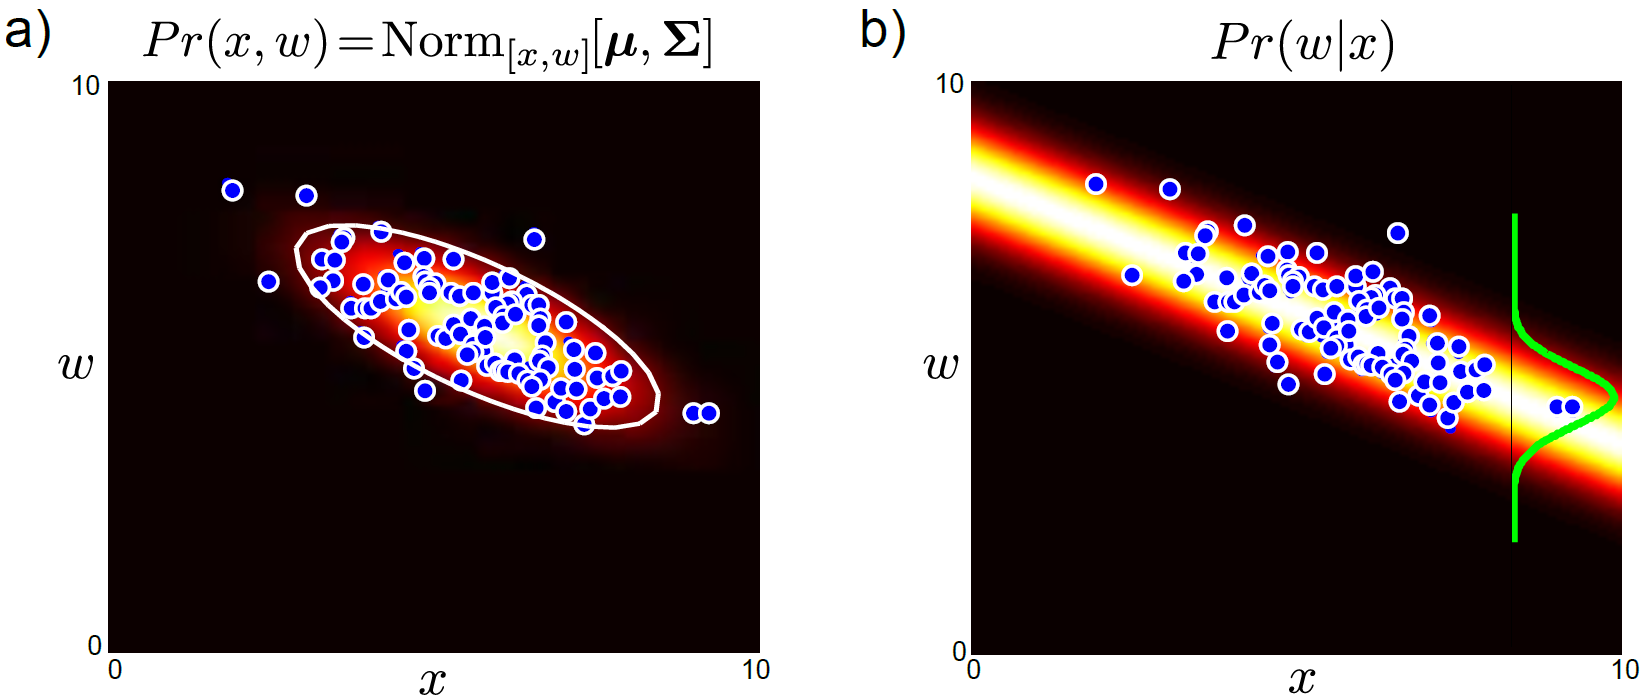 a)
Pr(x, w) = Norm[x,w][μ, Σ]
10
w
0
0
x
10
b)
Pr(w|x)
10
w
0
0
x
10